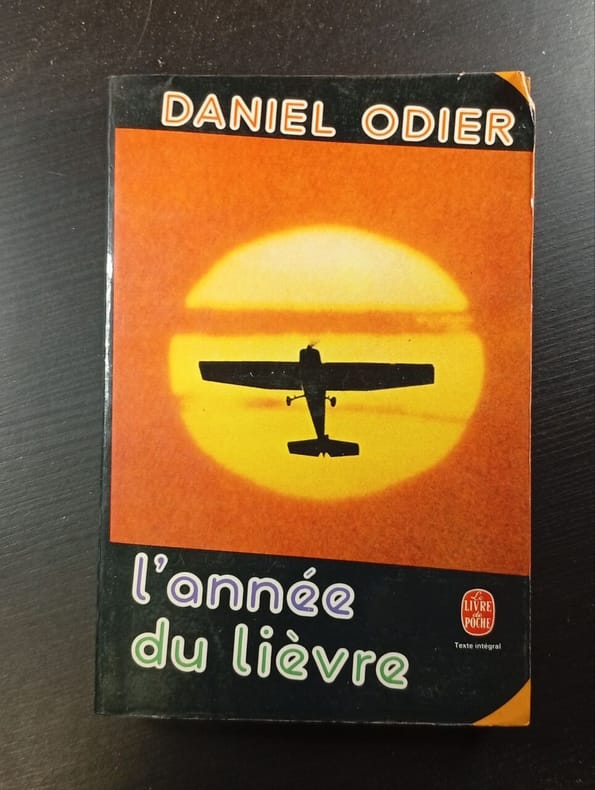 DANIEL ODIER
l'année
du lièvre
Le
LIVRE
de
POCHE
Texte intégral